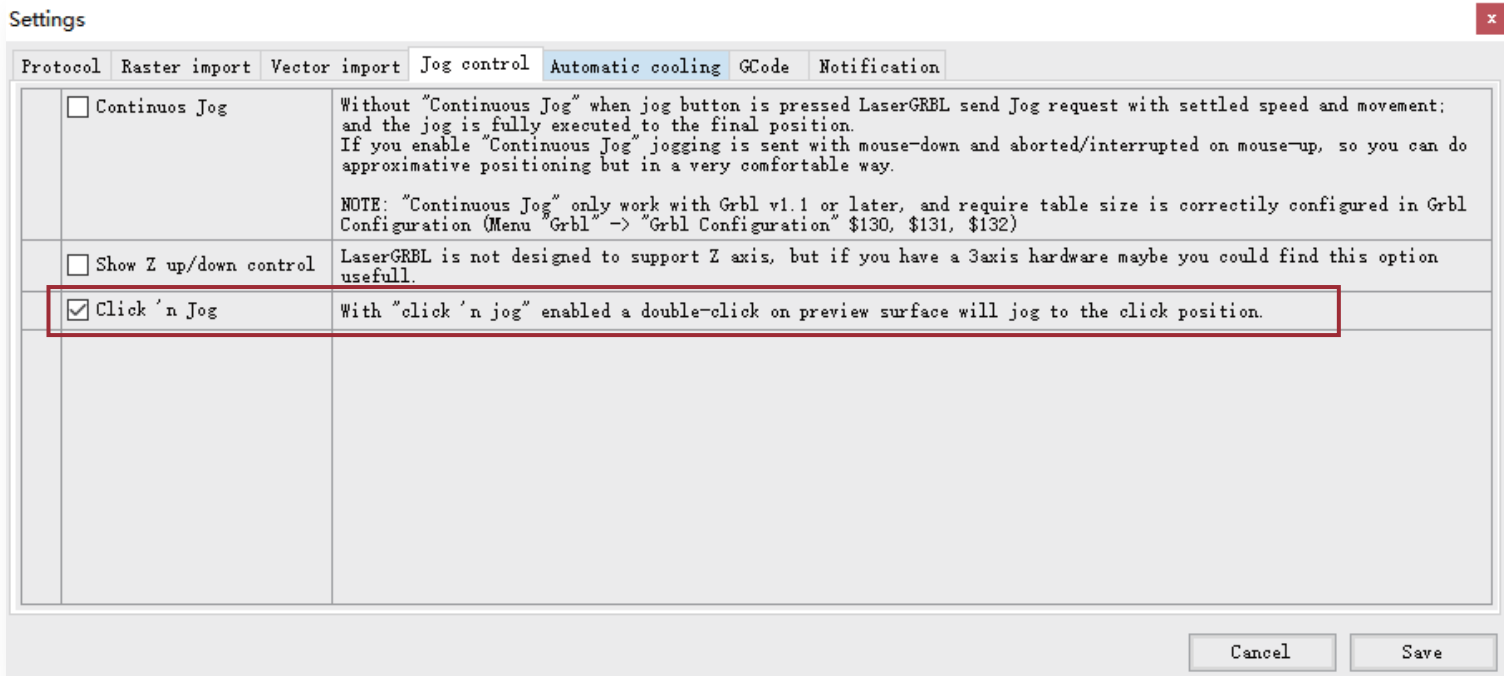 Settings
x
Protocol Raster import Vector import Jog control Automatic cooling GCode Notification
Continuos Jog
Without "Continuous Jog" when jog button is pressed LaserGRBL send Jog request with settled speed and movement;
and the jog is fully executed to the final position.
If you enable "Continuous Jog" jogging is sent with mouse-down and aborted/interrupted on mouse-up, so you can do
approximative positioning but in a very comfortable way.
NOTE: "Continuous Jog" only work with Grbl v1.1 or later, and require table size is correctily configured in Grbl
Configuration (Menu "Grbl" -> "Grbl Configuration" $130, $131, $132)
Show Z up/down control
LaserGRBL is not designed to support Z axis, but if you have a 3axis hardware maybe you could find this option
usefull.
Click 'n Jog
With "click 'n jog" enabled a double-click on preview surface will jog to the click position.
Cancel Save